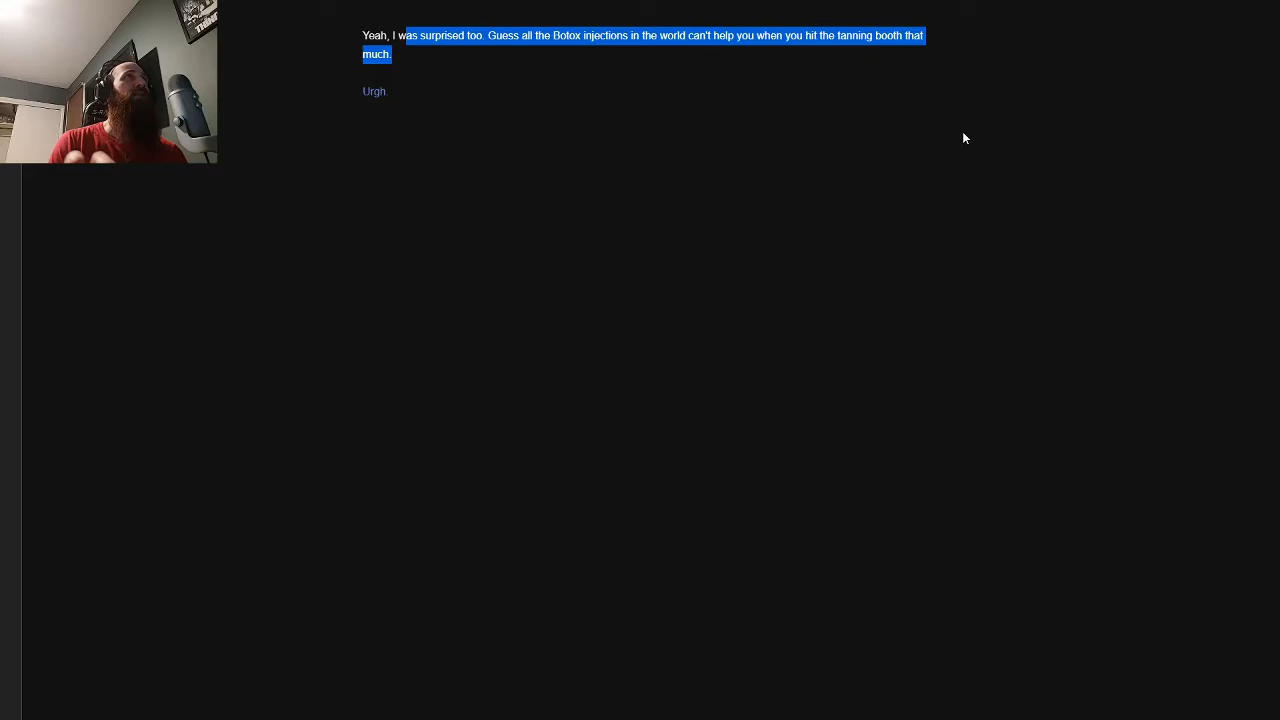 Yeah, I was surprised too. Guess all the Botox injections in the world can't help you when you hit the tanning booth that
much.
Urgh.